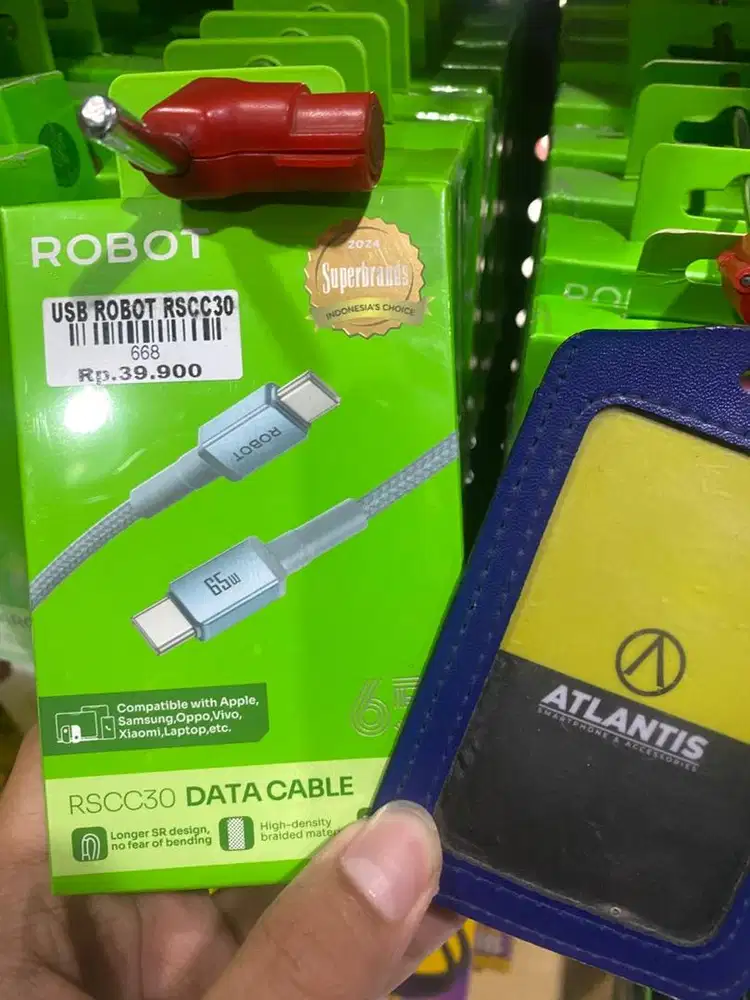 ROBOT
2024
Superbrands
INDONESIA'S CHOICE
USB ROBOT RSCC30
668
Rp.39.900
ROBOT
65W
Compatible with Apple,
Samsung,Oppo,Vivo,
Xiaomi,Laptop,etc.
65
RSCC30 DATA CABLE
Longer SR design,
no fear of bending
High-density
braided mater
ATLANTIS
SMARTPHONE & ACCESSORIES